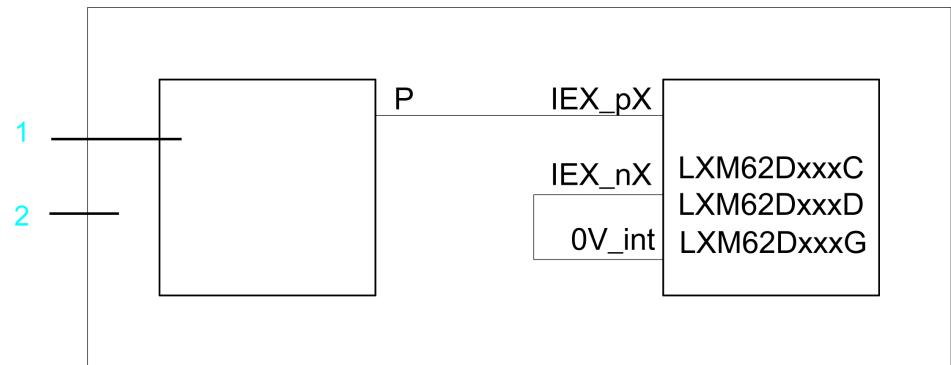 P
IEX_pX
1
IEX_nX
LXM62DxxxC
LXM62DxxxD
2
0V_int
LXM62DxxxG